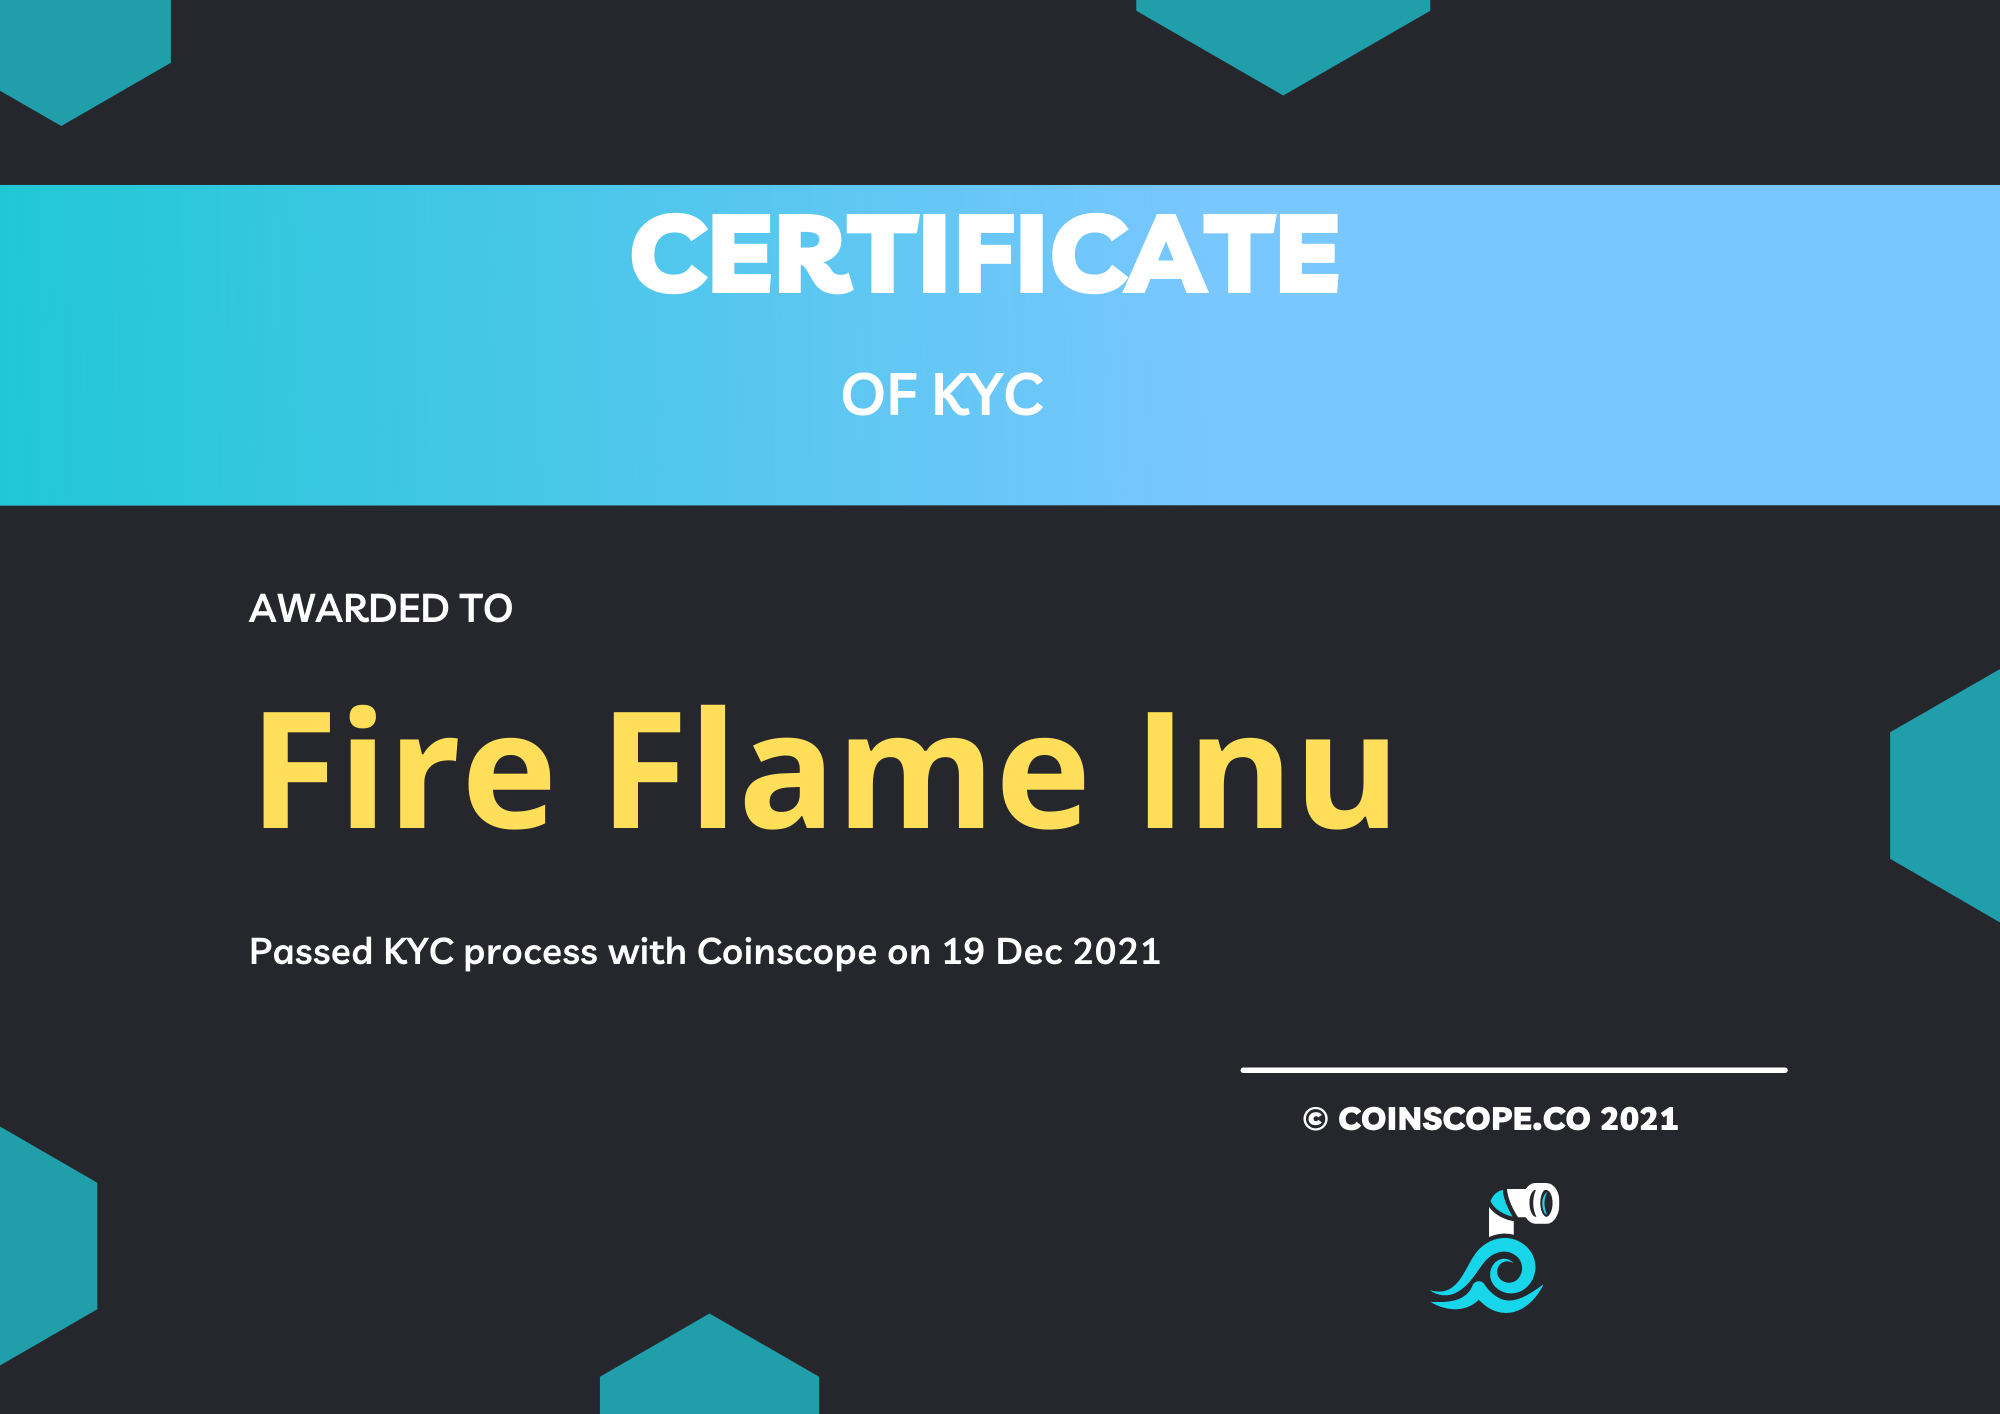 CERTIFICATE
OF KYC
AWARDED TO
Fire Flame Inu
Passed KYC process with Coinscope on 19 Dec 2021
© COINSCOPE.CO 2021